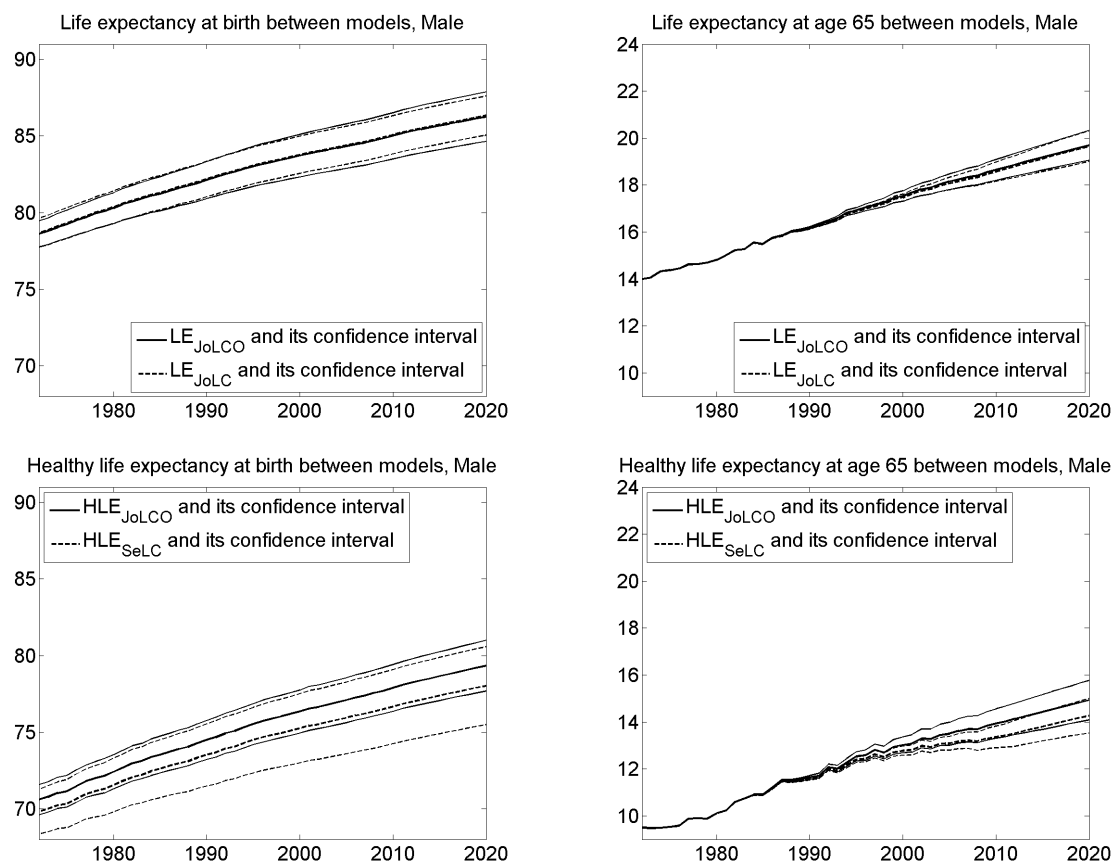 Life expectancy at birth between models, Male
90
85
80
75
70
LE_JoLCO and its confidence interval
LE_JoLC and its confidence interval
1980 1990 2000 2010 2020
Life expectancy at age 65 between models, Male
24
22
20
18
16
14
12
10
LE_JoLCO and its confidence interval
LE_JoLC and its confidence interval
1980 1990 2000 2010 2020
Healthy life expectancy at birth between models, Male
90
85
80
75
70
HLE_JoLCO and its confidence interval
HLE_SeLC and its confidence interval
1980 1990 2000 2010 2020
Healthy life expectancy at age 65 between models, Male
24
22
20
18
16
14
12
10
HLE_JoLCO and its confidence interval
HLE_SeLC and its confidence interval
1980 1990 2000 2010 2020